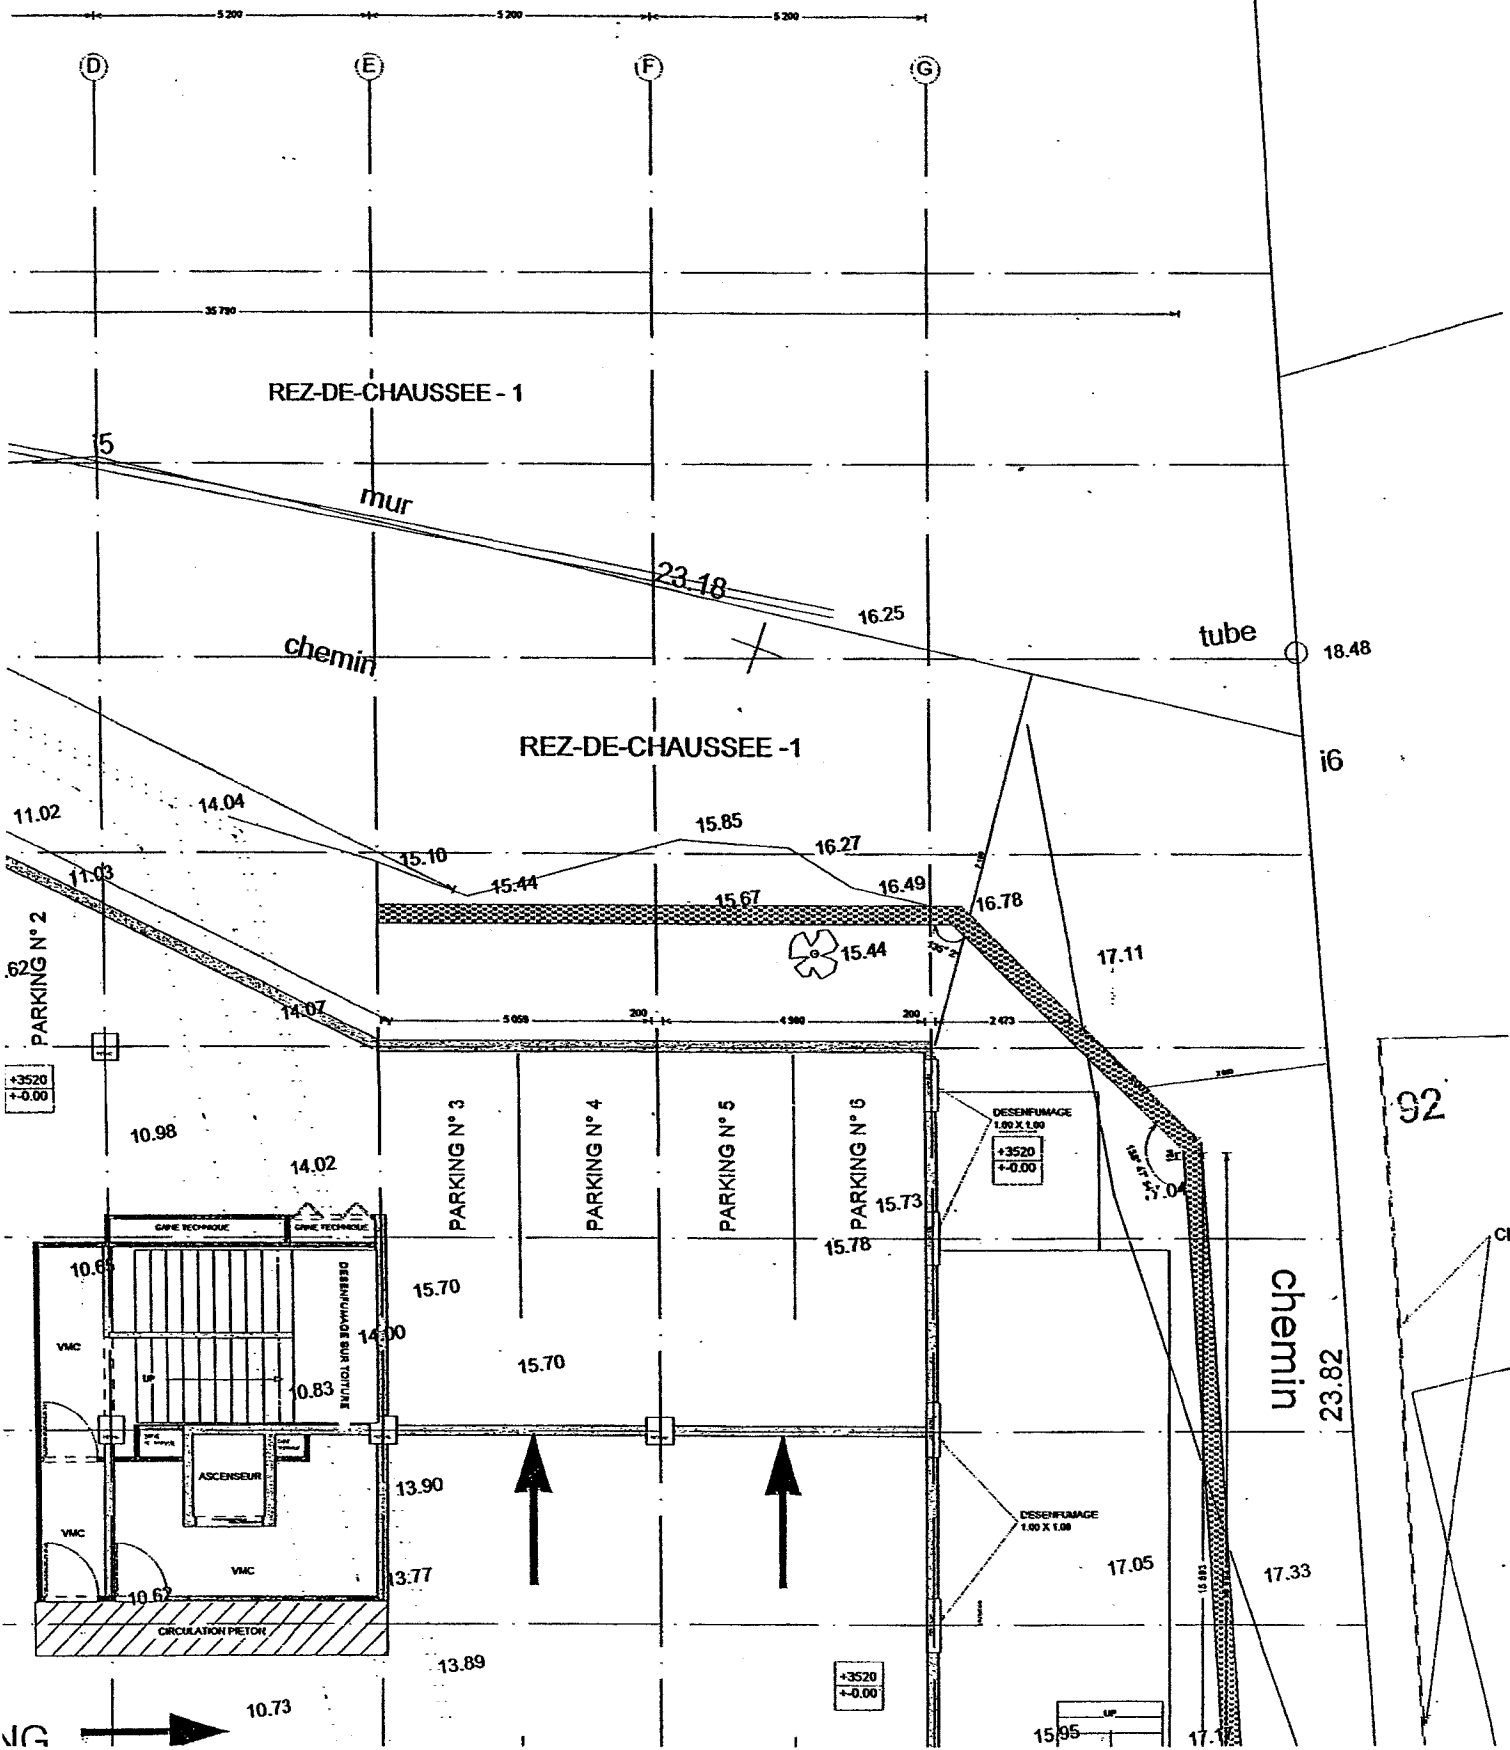 5 200
5 200
5 200
D
E
F
G
35 790
REZ-DE-CHAUSSEE - 1
i5
mur
23.18
16.25
tube
18.48
chemin
REZ-DE-CHAUSSEE -1
i6
11.02
14.04
15.85
16.27
15.10
11.03
15.44
15.67
16.49
16.78
PARKING N° 2
.62
15.44
17.11
14.07
200
4 980
200
2 473
+3520
+-0.00
92
10.98
14.02
PARKING N° 3
PARKING N° 4
PARKING N° 5
PARKING N° 6
DESENFUMAGE
1.00 X 1.00
+3520
+-0.00
15.73
15.78
GAINE TECHNIQUE
GAINE TECHNIQUE
10.65
15.70
DESENFUMAGE SUR TOITURE
14.00
VMC
UP
10.83
15.70
chemin
23.82
ASCENSEUR
13.90
VMC
VMC
DESENFUMAGE
1.00 X 1.00
13.77
10.62
17.05
17.33
CIRCULATION PIETON
13.89
+3520
+-0.00
10.73
NG
UP
15.95
17.17